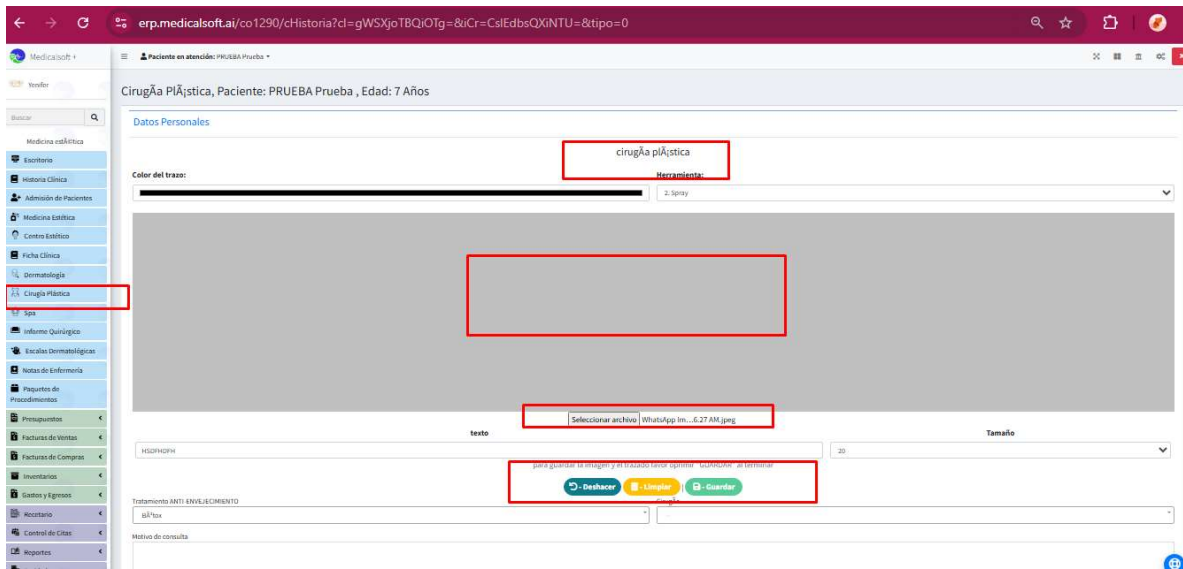 erp.medicalsoft.ai/co1290/cHistoria?cl=gWSXjoTBQiOTg=&iCr=CsIEdbsQXiNTU=&tipo=0
Medicalsoft +
Paciente en atención: PRUEBA Prueba
Yenifer
CirugÃ­a PlÃ¡stica, Paciente: PRUEBA Prueba , Edad: 7 Años
Buscar
Datos Personales
Medicina estÃ©tica
cirugÃ­a plÃ¡stica
Escritorio
Historia Clínica
Color del trazo:
Herramienta:
Admisión de Pacientes
2. Spray
Medicina Estética
Centro Estético
Ficha Clínica
Dermatología
Cirugía Plástica
Spa
Informe Quirúrgico
Escalas Dermatológicas
Notas de Enfermería
Paquetes de
Procedimientos
Presupuestos
Seleccionar archivo WhatsApp Im...6.27 AM.jpeg
Facturas de Ventas
texto
Tamaño
Facturas de Compras
HSDFHDFH
20
para guardar la imagen y el trazado favor oprimir "GUARDAR" al terminar
Inventarios
- Deshacer
- Limpiar
|
- Guardar
Gastos y Egresos
Tratamiento ANTI-ENVEJECIMIENTO
CirugÃ­a
Recetario
BÃ³tox
Control de Citas
Motivo de consulta
Reportes